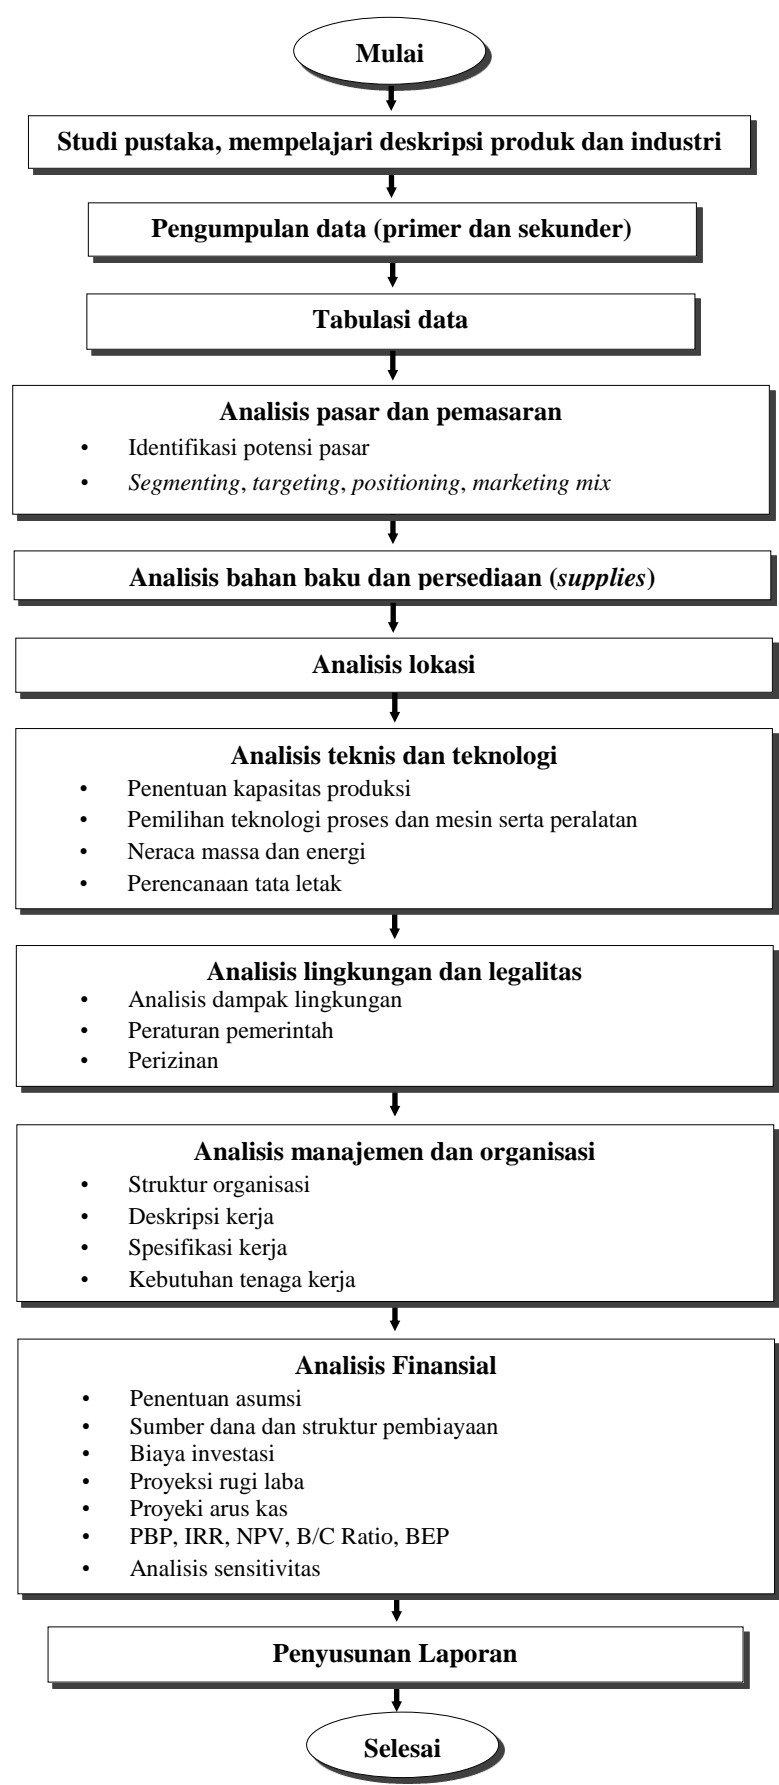 Mulai
Studi pustaka, mempelajari deskripsi produk dan industri
Pengumpulan data (primer dan sekunder)
Tabulasi data
Analisis pasar dan pemasaran
• Identifikasi potensi pasar
• Segmenting, targeting, positioning, marketing mix
Analisis bahan baku dan persediaan (supplies)
Analisis lokasi
Analisis teknis dan teknologi
• Penentuan kapasitas produksi
• Pemilihan teknologi proses dan mesin serta peralatan
• Neraca massa dan energi
• Perencanaan tata letak
Analisis lingkungan dan legalitas
• Analisis dampak lingkungan
• Peraturan pemerintah
• Perizinan
Analisis manajemen dan organisasi
• Struktur organisasi
• Deskripsi kerja
• Spesifikasi kerja
• Kebutuhan tenaga kerja
Analisis Finansial
• Penentuan asumsi
• Sumber dana dan struktur pembiayaan
• Biaya investasi
• Proyeksi rugi laba
• Proyeki arus kas
• PBP, IRR, NPV, B/C Ratio, BEP
• Analisis sensitivitas
Penyusunan Laporan
Selesai